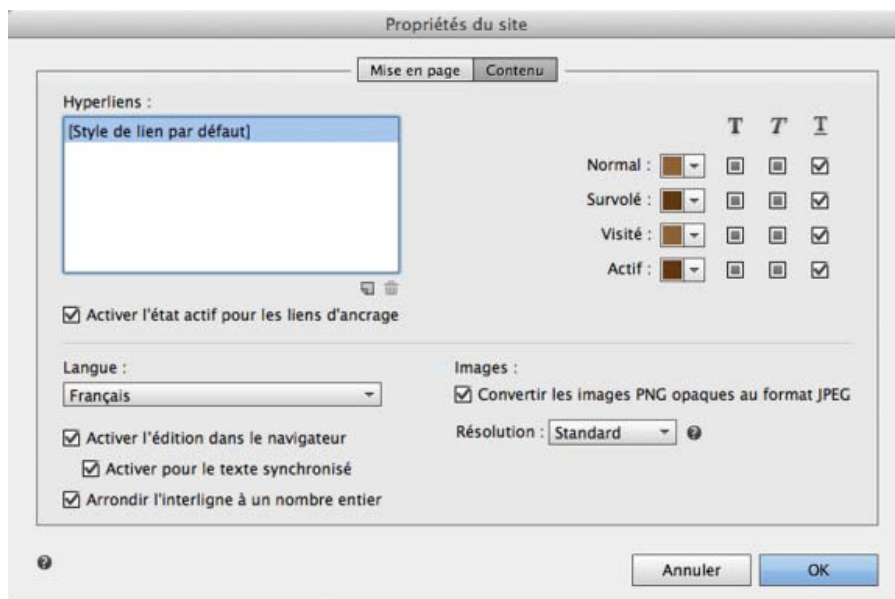 Propriétés du site
Mise en page Contenu
Hyperliens :
[Style de lien par défaut]
T T T
Normal :
Survolé :
Visité :
Actif :
Activer l'état actif pour les liens d'ancrage
Langue :
Français
Activer l'édition dans le navigateur
Activer pour le texte synchronisé
Arrondir l'interligne à un nombre entier
Images :
Convertir les images PNG opaques au format JPEG
Résolution : Standard ?
? Annuler OK